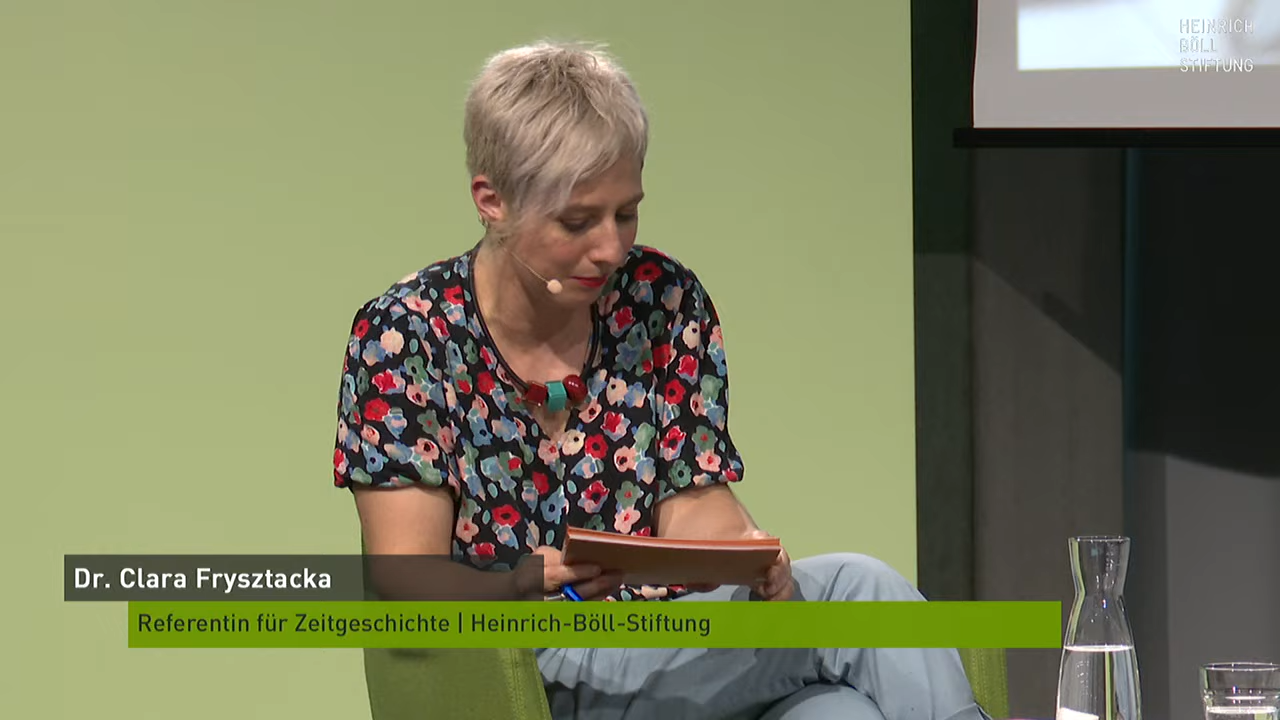 HEINRICH
BÖLL
STIFTUNG
Dr. Clara Frysztacka
Referentin für Zeitgeschichte | Heinrich-Böll-Stiftung